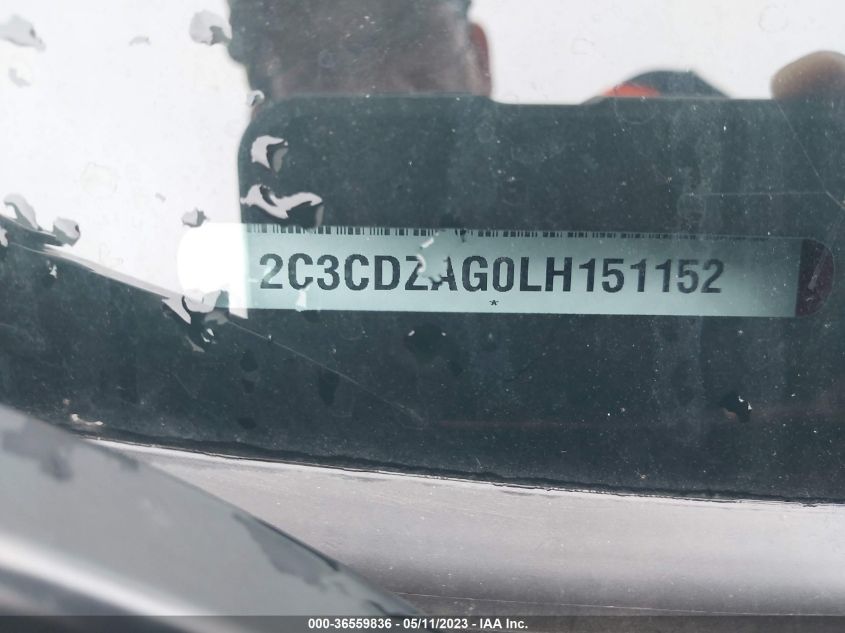 2C3CDZAG0LH151152
*
000-36559836 - 05/11/2023 - IAA Inc.